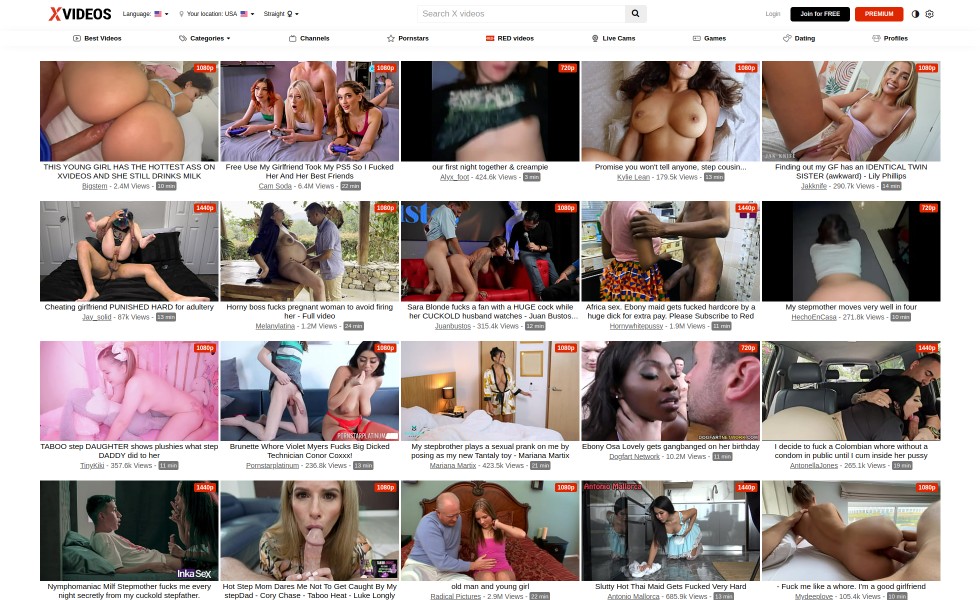 XVIDEOS
Language:
Your location: USA
Straight
Search X videos
Login
Join for FREE
PREMIUM
Best Videos
Categories
Channels
Pornstars
RED videos
Live Cams
Games
Dating
Profiles
1080p
1080p
720p
1080p
1080p
THIS YOUNG GIRL HAS THE HOTTEST ASS ON
XVIDEOS AND SHE STILL DRINKS MILK
Bigstem - 2.4M Views - 10 min
Free Use My Girlfriend Took My PS5 So I Fucked
Her And Her Best Friends
Cam Soda - 6.4M Views - 22 min
our first night together & creampie
Alyx_foot - 424.6k Views - 3 min
Promise you won't tell anyone, step cousin...
Kylie Lean - 179.5k Views - 13 min
Finding out my GF has an IDENTICAL TWIN
SISTER (awkward) - Lily Phillips
Jakknife - 290.7k Views - 14 min
1440p
1080p
1080p
1440p
720p
Cheating girlfriend PUNISHED HARD for adultery
Jay_solid - 87k Views - 13 min
Horny boss fucks pregnant woman to avoid firing
her - Full video
Melanylatina - 1.2M Views - 24 min
Sara Blonde fucks a fan with a HUGE cock while
her CUCKOLD husband watches - Juan Bustos...
Juanbustos - 315.4k Views - 12 min
Africa sex. Ebony maid gets fucked hardcore by a
huge dick for extra pay. Please Subscribe to Red
Hornywhitepussy - 1.9M Views - 11 min
My stepmother moves very well in four
HechoEnCasa - 271.8k Views - 10 min
1080p
1080p
1080p
720p
1440p
PORNSTARPLATINUM
DOGFARTNETWORK.COM
TABOO step DAUGHTER shows plushies what step
DADDY did to her
TinyKiki - 357.6k Views - 11 min
Brunette Whore Violet Myers Fucks Big Dicked
Technician Conor Coxxx!
Pornstarplatinum - 236.8k Views - 13 min
My stepbrother plays a sexual prank on me by
posing as my new Tantaly toy - Mariana Martix
Mariana Martix - 423.5k Views - 21 min
Ebony Osa Lovely gets gangbanged on her birthday
Dogfart Network - 10.2M Views - 11 min
I decide to fuck a Colombian whore without a
condom in public until I cum inside her pussy
AntonellaJones - 265.1k Views - 19 min
1440p
1080p
1080p
Antonio Mallorca
1440p
1080p
InkaSex
Nymphomaniac Milf Stepmother fucks me every
night secretly from my cuckold stepfather.
Hot Step Mom Dares Me Not To Get Caught By My
stepDad - Cory Chase - Taboo Heat - Luke Longly
old man and young girl
Radical Pictures - 2.9M Views - 22 min
Slutty Hot Thai Maid Gets Fucked Very Hard
Antonio Mallorca - 685.9k Views - 13 min
- Fuck me like a whore. I'm a good girlfriend
Mydeeplove - 105.4k Views - 10 min